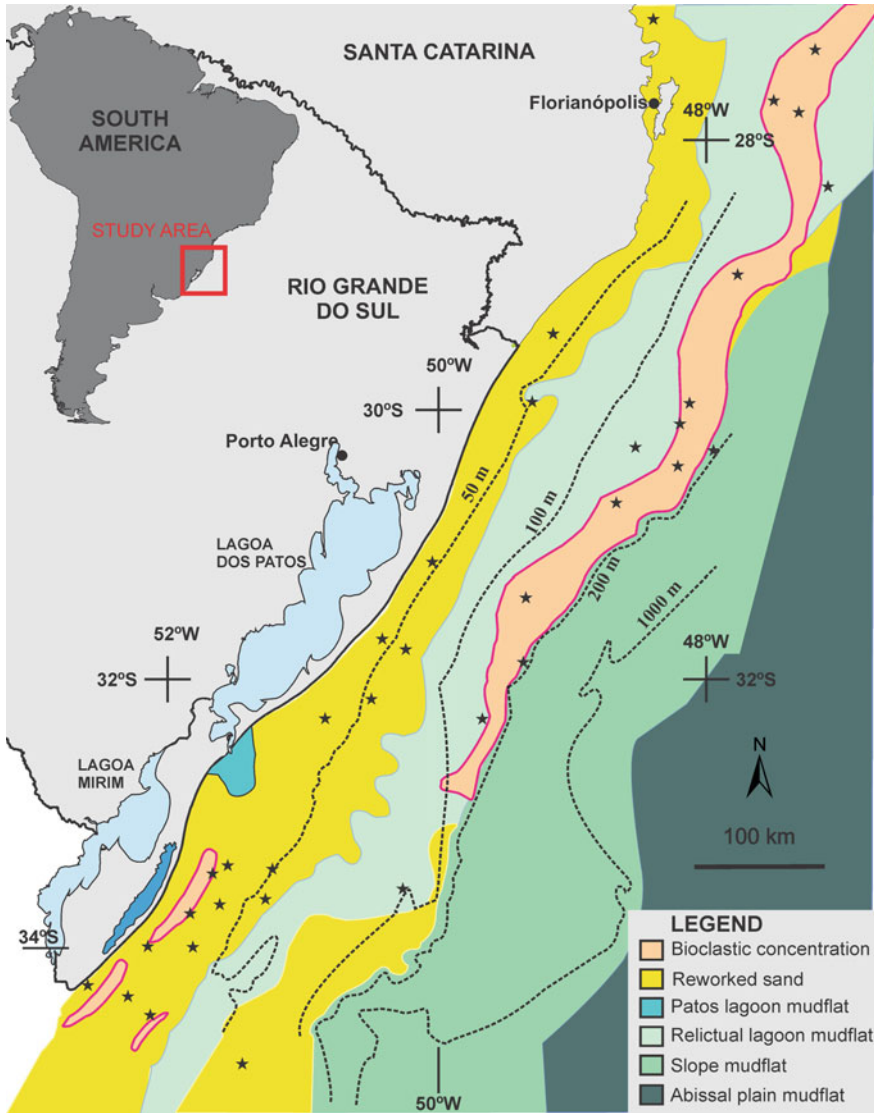 SANTA CATARINA
Florianópolis
48ºW
28ºS
SOUTH
AMERICA
STUDY AREA
RIO GRANDE
DO SUL
50ºW
30ºS
Porto Alegre
50 m
100 m
LAGOA
DOS PATOS
200 m
1000 m
52ºW
32ºS
48ºW
32ºS
LAGOA
MIRIM
N
100 km
34ºS
50ºW
LEGEND
Bioclastic concentration
Reworked sand
Patos lagoon mudflat
Relictual lagoon mudflat
Slope mudflat
Abissal plain mudflat